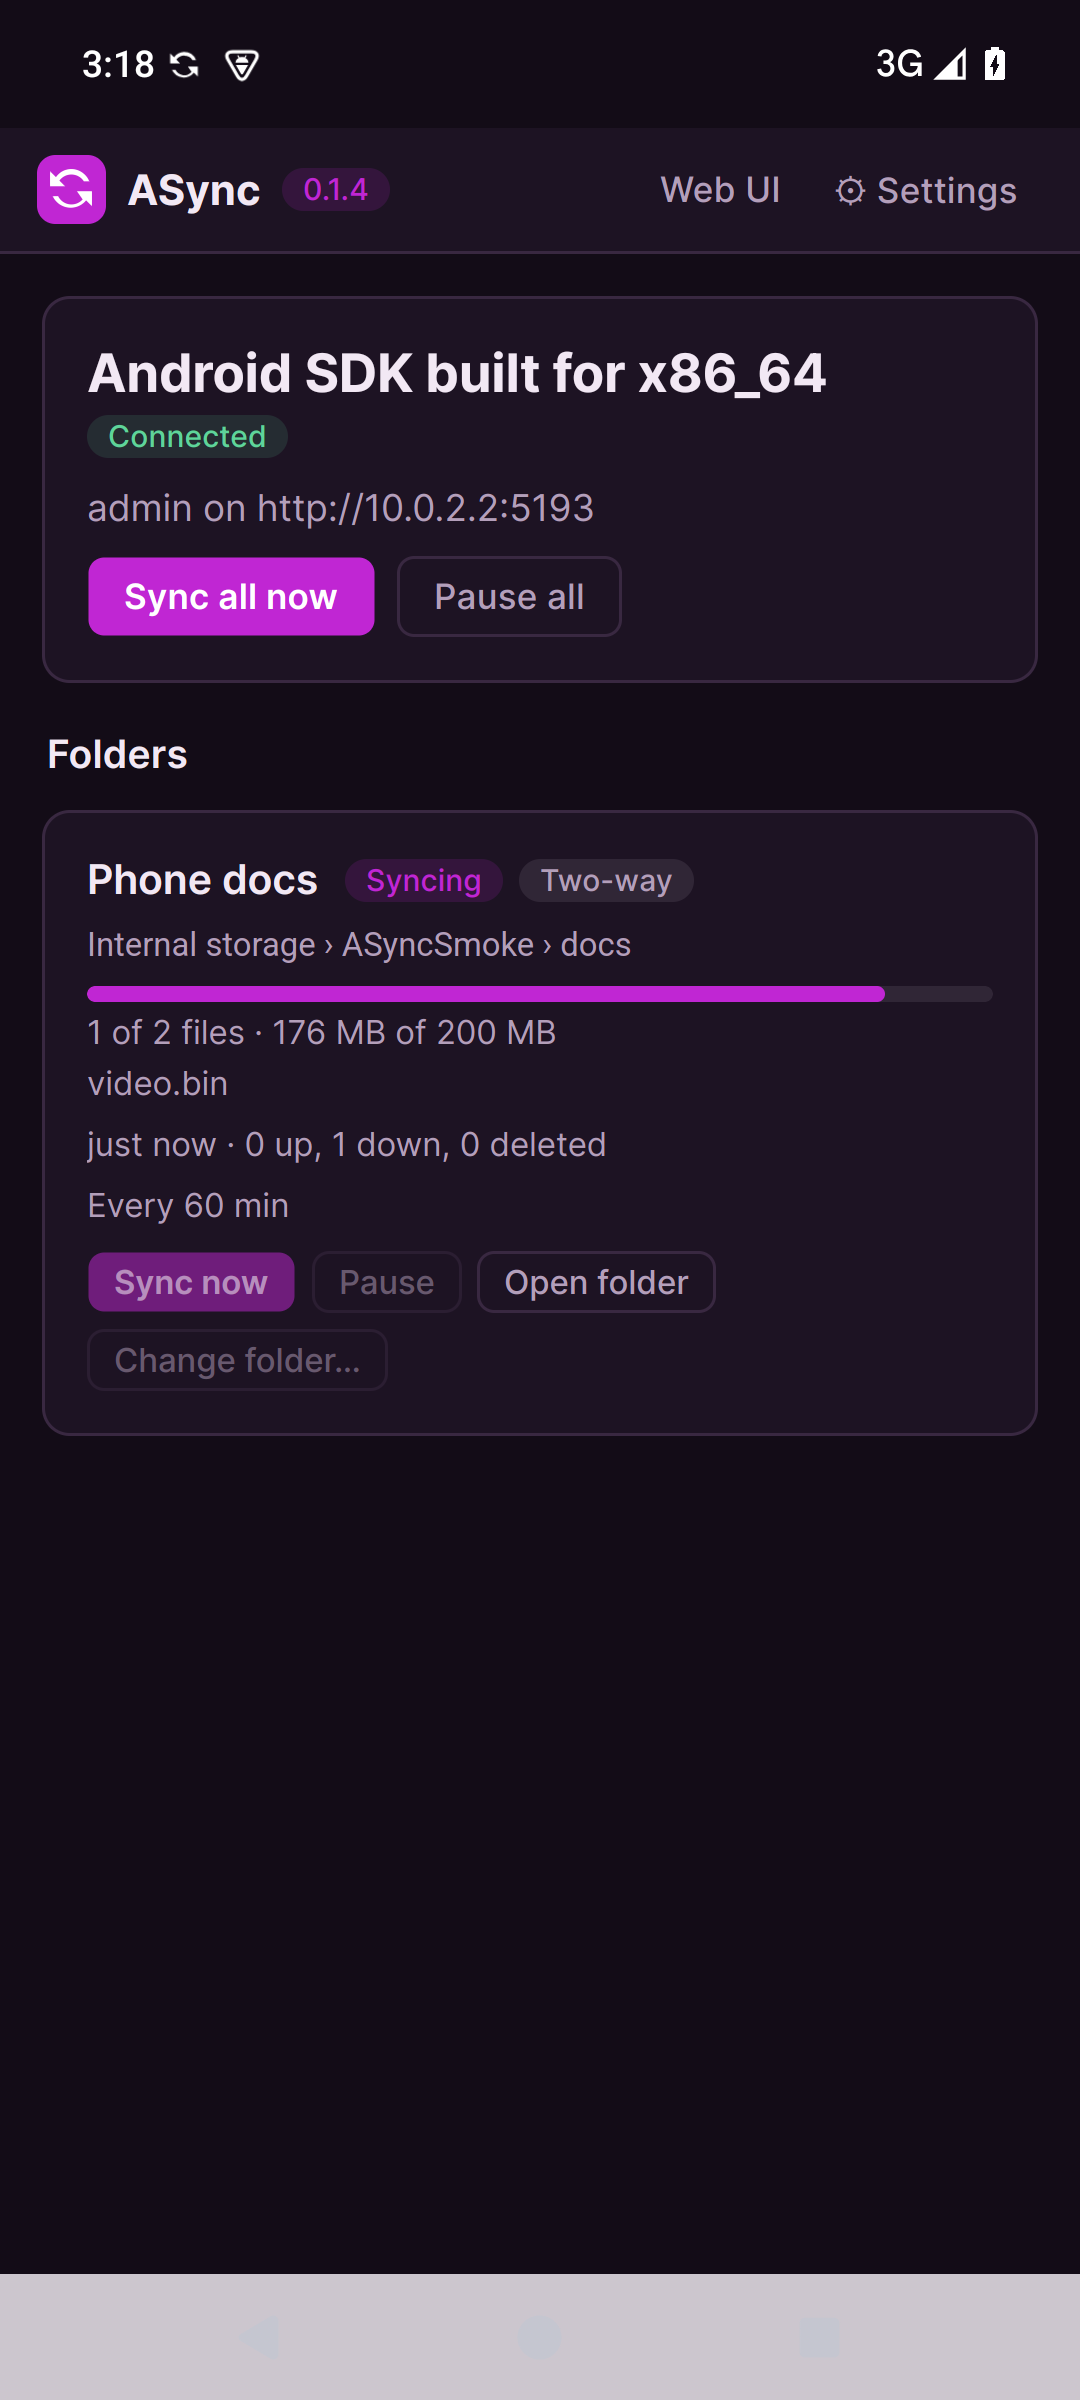 3:18
3G
ASync 0.1.4 Web UI Settings
Android SDK built for x86_64
Connected
admin on http://10.0.2.2:5193
Sync all now Pause all
Folders
Phone docs Syncing Two-way
Internal storage › ASyncSmoke › docs
1 of 2 files · 176 MB of 200 MB
video.bin
just now · 0 up, 1 down, 0 deleted
Every 60 min
Sync now Pause Open folder
Change folder...